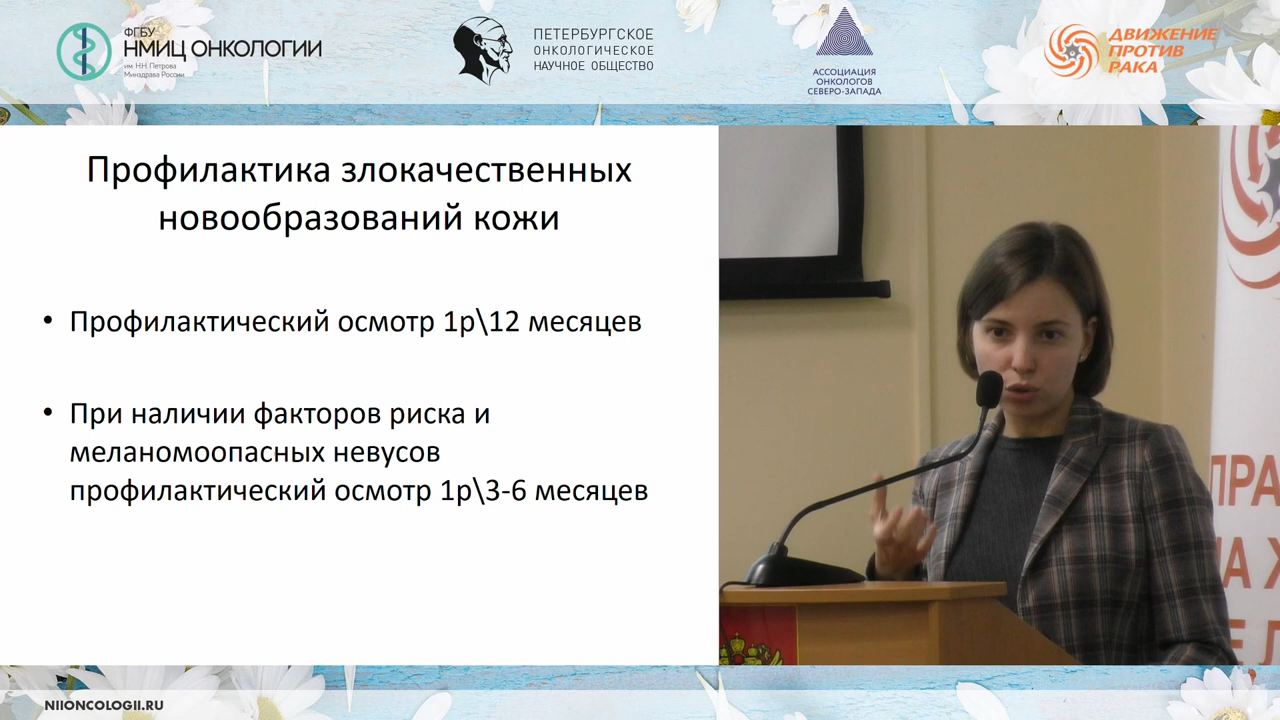 ФГБУ
НМИЦ ОНКОЛОГИИ
им. Н.Н. Петрова
Минздрава России
ПЕТЕРБУРГСКОЕ
ОНКОЛОГИЧЕСКОЕ
НАУЧНОЕ ОБЩЕСТВО
АССОЦИАЦИЯ
ОНКОЛОГОВ
СЕВЕРО-ЗАПАДА
ДВИЖЕНИЕ
ПРОТИВ
РАКА
Профилактика злокачественных
новообразований кожи
• Профилактический осмотр 1р\12 месяцев
• При наличии факторов риска и
меланомоопасных невусов
профилактический осмотр 1р\3-6 месяцев
NIIONCOLOGII.RU